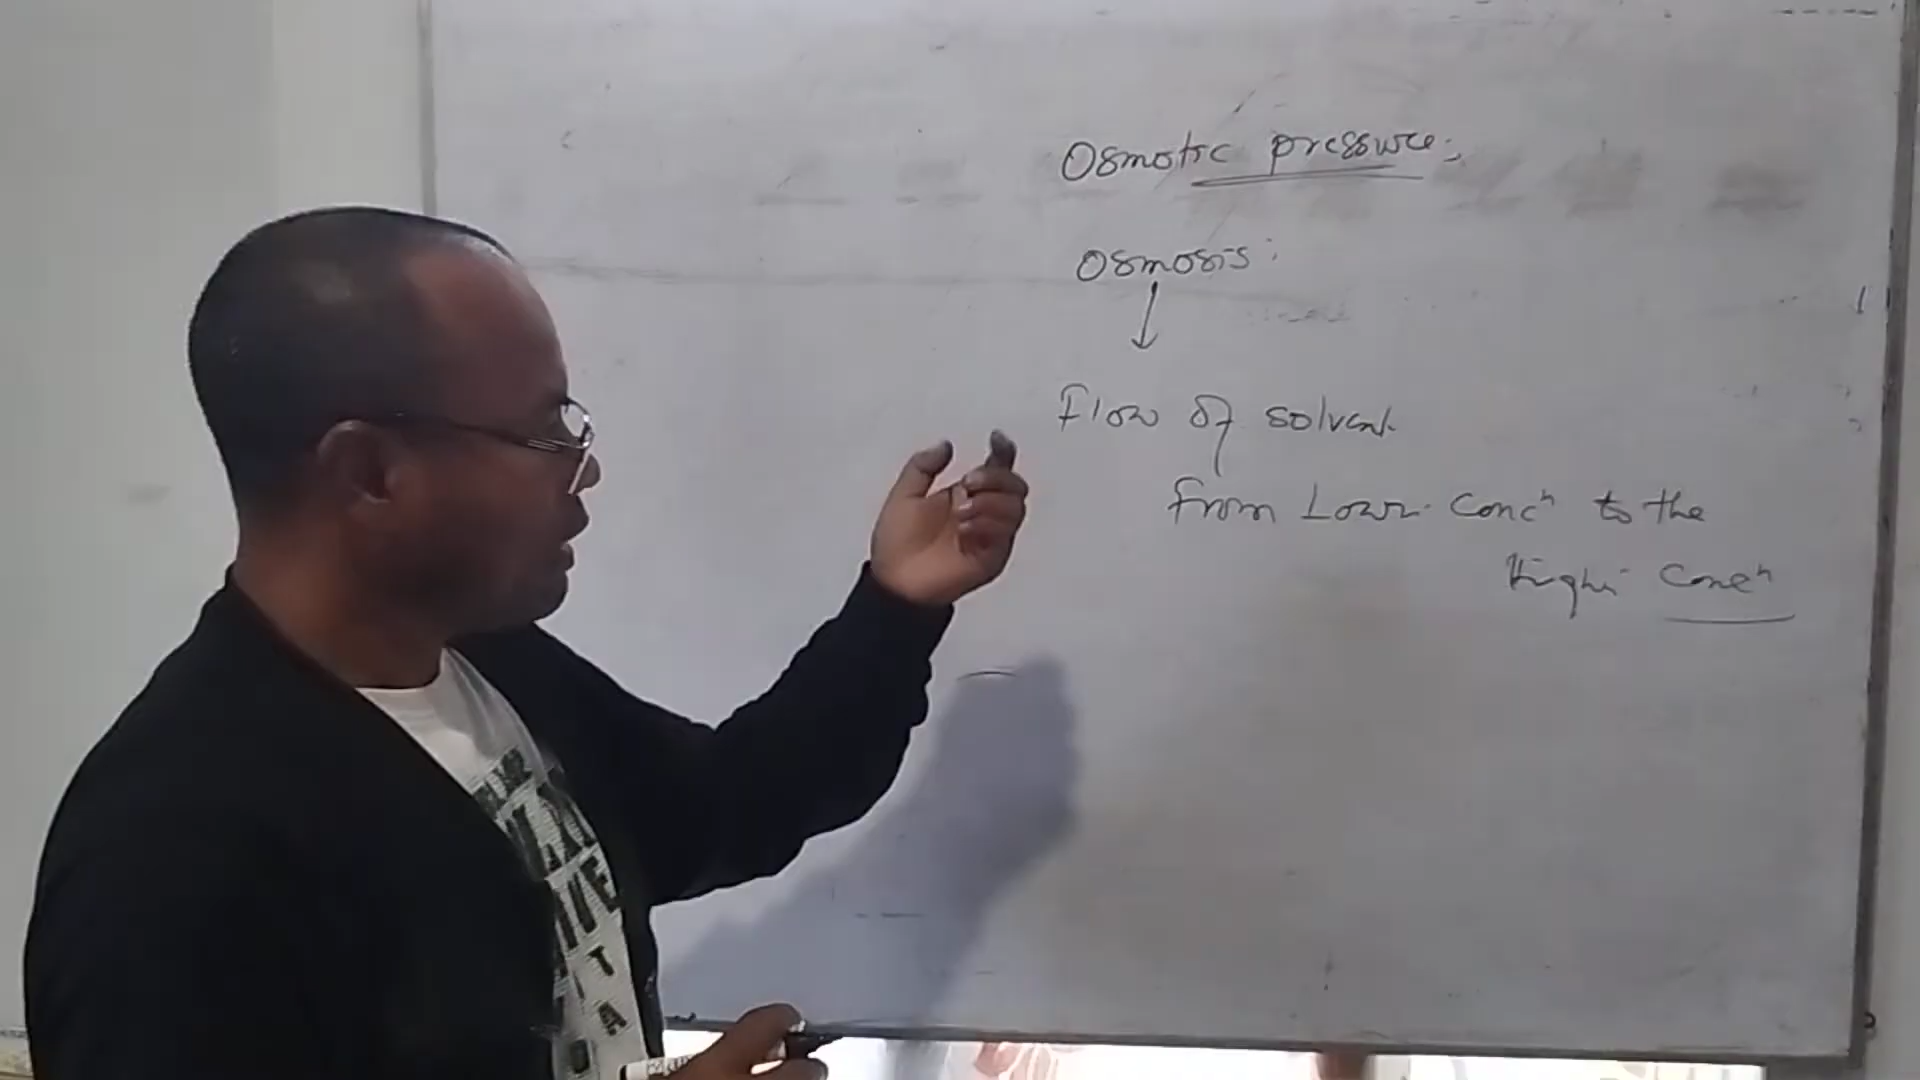 Osmotic pressure:
Osmosis:
↓
Flow of solvent
from Lower concⁿ to the
Higher concⁿ